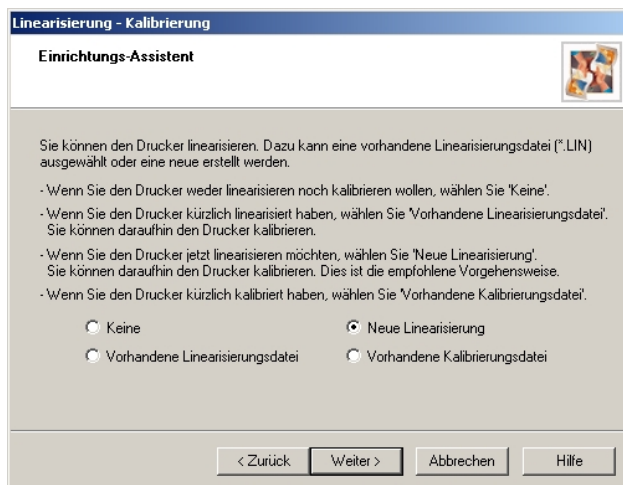 Linearisierung - Kalibrierung
Einrichtungs-Assistent
Sie können den Drucker linearisieren. Dazu kann eine vorhandene Linearisierungsdatei (*.LIN)
ausgewählt oder eine neue erstellt werden.
- Wenn Sie den Drucker weder linearisieren noch kalibrieren wollen, wählen Sie 'Keine'.
- Wenn Sie den Drucker kürzlich linearisiert haben, wählen Sie 'Vorhandene Linearisierungsdatei'.
Sie können daraufhin den Drucker kalibrieren.
- Wenn Sie den Drucker jetzt linearisieren möchten, wählen Sie 'Neue Linearisierung'.
Sie können daraufhin den Drucker kalibrieren. Dies ist die empfohlene Vorgehensweise.
- Wenn Sie den Drucker kürzlich kalibriert haben, wählen Sie 'Vorhandene Kalibrierungsdatei'.
Keine Neue Linearisierung
Vorhandene Linearisierungsdatei Vorhandene Kalibrierungsdatei
< Zurück Weiter > Abbrechen Hilfe